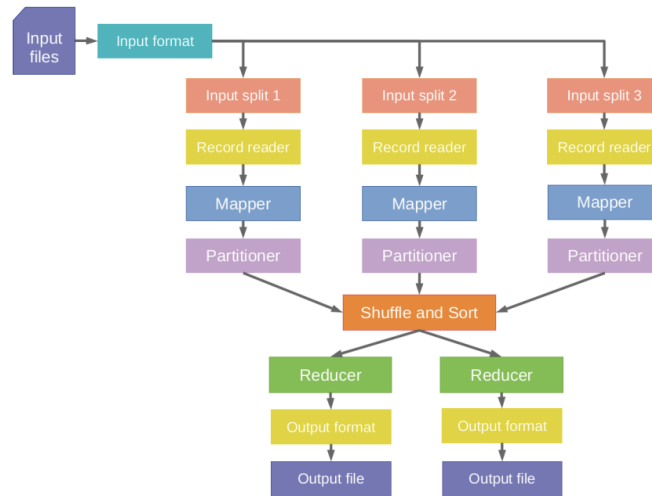 Input
files
Input format
Input split 1
Input split 2
Input split 3
Record reader
Record reader
Record reader
Mapper
Mapper
Mapper
Partitioner
Partitioner
Partitioner
Shuffle and Sort
Reducer
Reducer
Output format
Output format
Output file
Output file